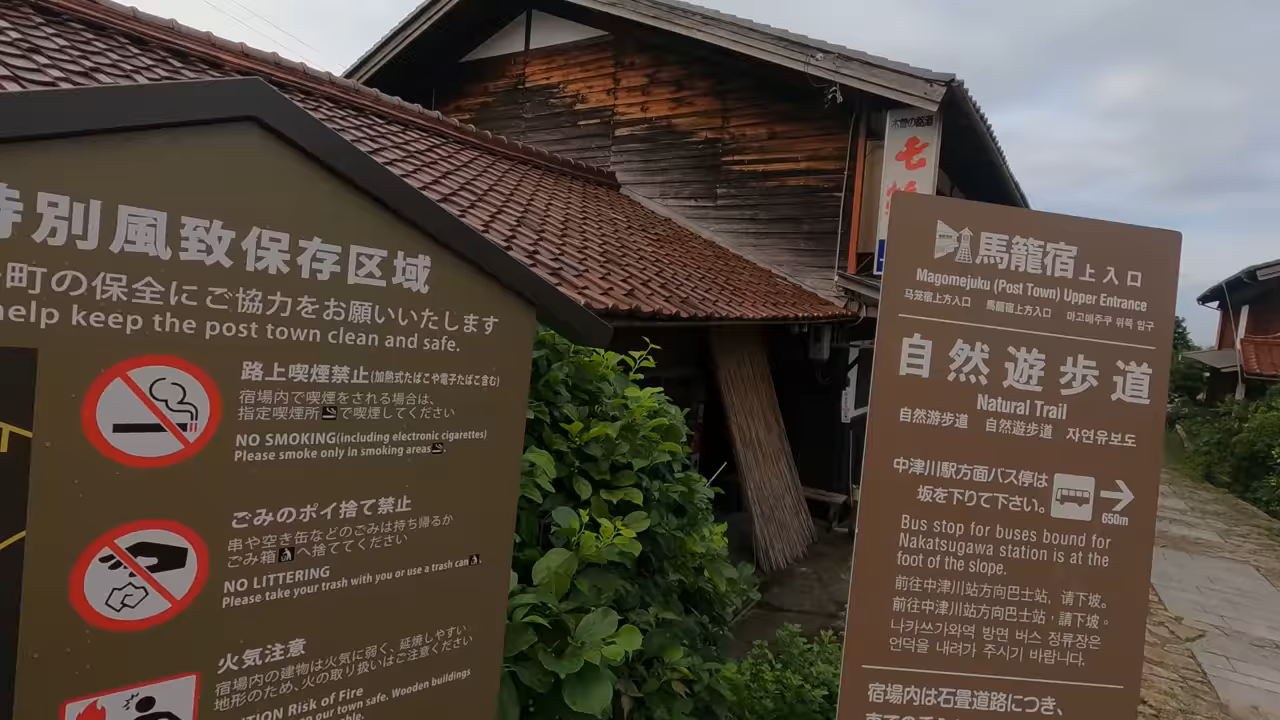 特別風致保存区域
町の保全にご協力をお願いいたします
help keep the post town clean and safe.
路上喫煙禁止(加熱式たばこや電子たばこ含む)
宿場内で喫煙をされる場合は、
指定喫煙所 で喫煙してください
NO SMOKING(including electronic cigarettes)
Please smoke only in smoking areas .
ごみのポイ捨て禁止
串や空き缶などのごみは持ち帰るか
ごみ箱 へ捨ててください
NO LITTERING
Please take your trash with you or use a trash can .
火気注意
宿場内の建物は火気に弱く、延焼しやすい
地形のため、火の取り扱いはご注意ください
Risk of Fire
our town safe. Wooden buildings
木曽の銘酒
七
馬籠宿 上入口
Magomejuku (Post Town) Upper Entrance
马笼宿上方入口 馬籠宿上方入口 마고메주쿠 위쪽 입구
自然遊歩道
Natural Trail
自然游步道 自然遊步道 자연유보도
中津川駅方面バス停は
坂を下りて下さい。
650m
Bus stop for buses bound for
Nakatsugawa station is at the
foot of the slope.
前往中津川站方向巴士站，请下坡。
前往中津川站方向巴士站，請下坡。
나카쓰가와역 방면 버스 정류장은
언덕을 내려가 주시기 바랍니다.
宿場内は石畳道路につき、